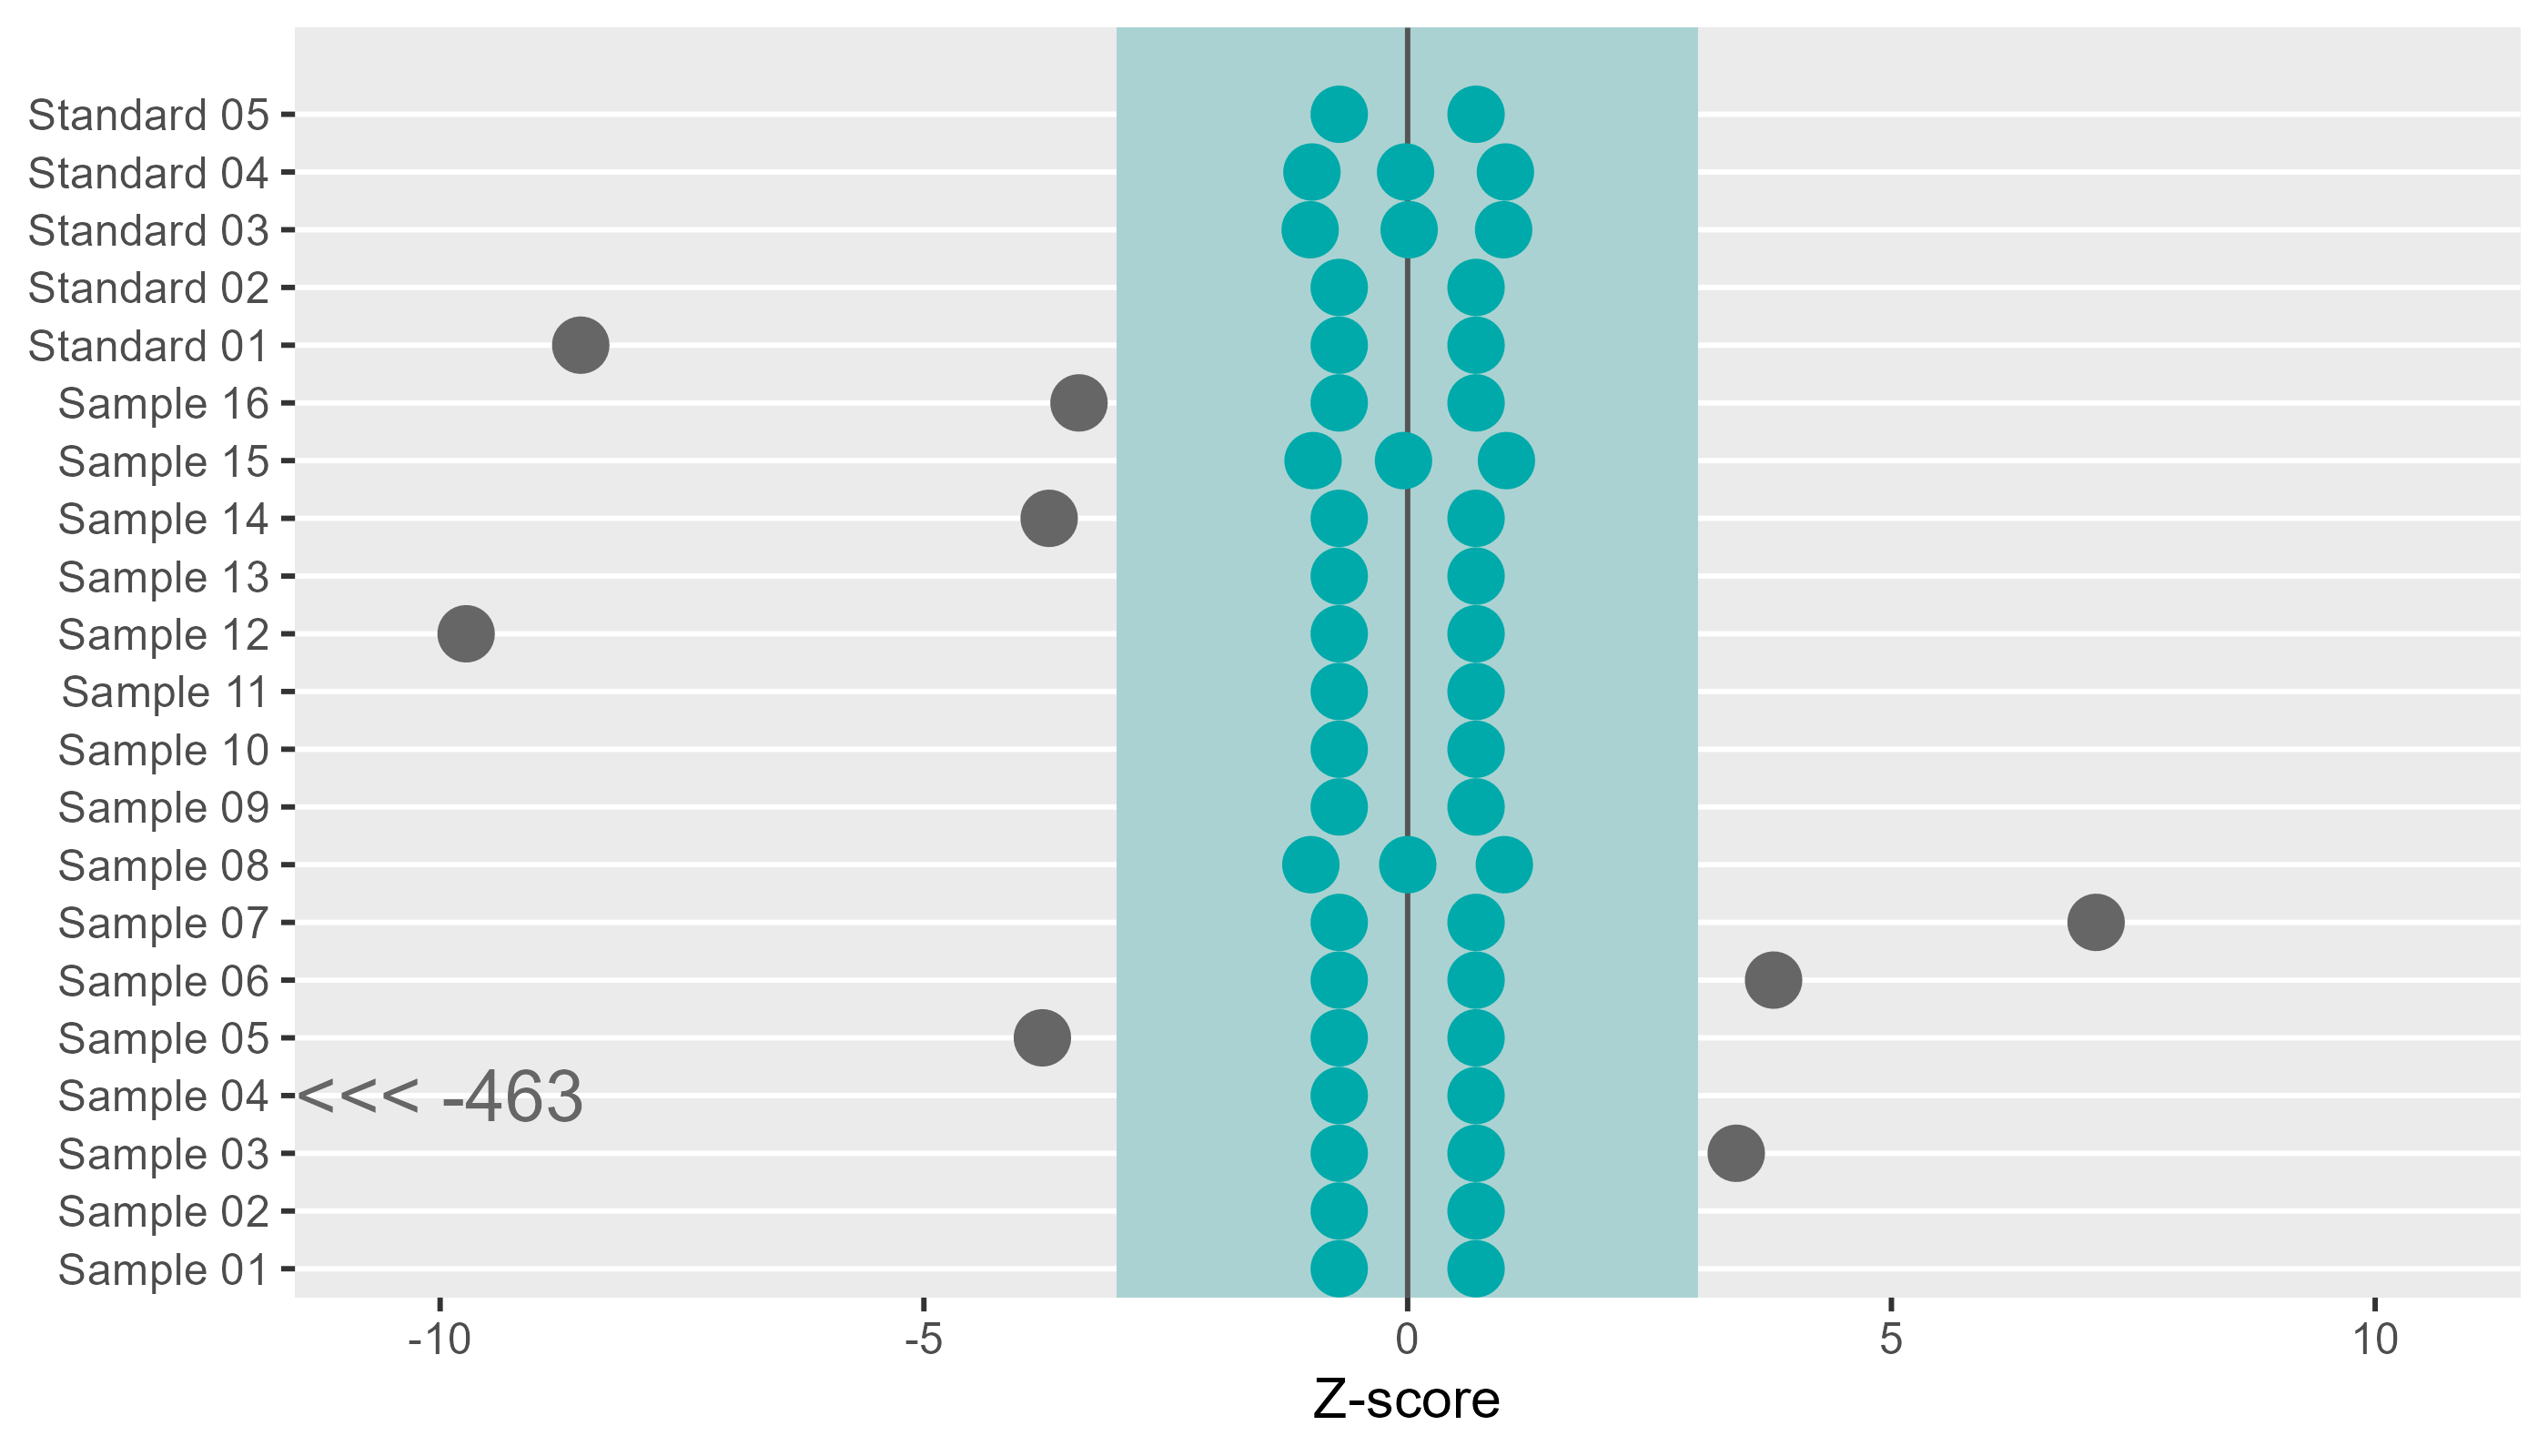 Standard 05
Standard 04
Standard 03
Standard 02
Standard 01
Sample 16
Sample 15
Sample 14
Sample 13
Sample 12
Sample 11
Sample 10
Sample 09
Sample 08
Sample 07
Sample 06
Sample 05
Sample 04
<<< -463
Sample 03
Sample 02
Sample 01
-10 -5 0 5 10
Z-score